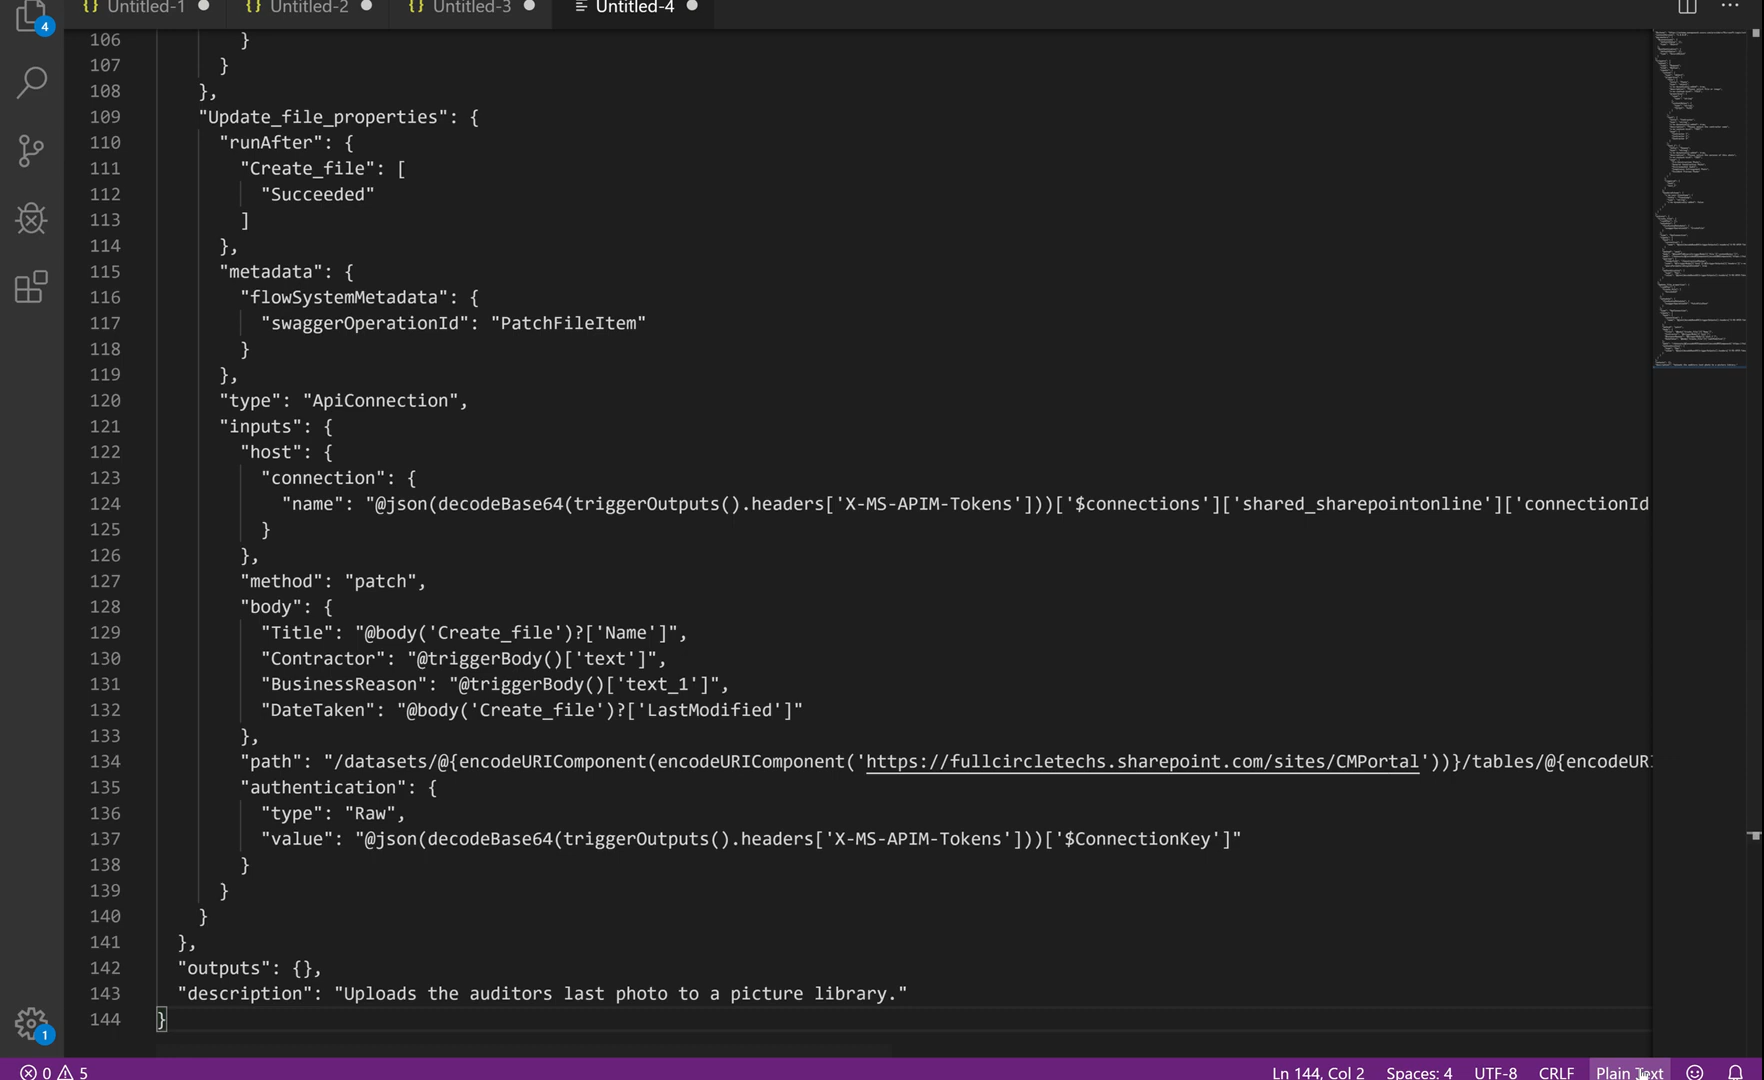 {} Untitled-1
{} Untitled-2
{} Untitled-3
Untitled-4
4
106 }
107 }
108 },
109 "Update_file_properties": {
110 "runAfter": {
111 "Create_file": [
112 "Succeeded"
113 ]
114 },
115 "metadata": {
116 "flowSystemMetadata": {
117 "swaggerOperationId": "PatchFileItem"
118 }
119 },
120 "type": "ApiConnection",
121 "inputs": {
122 "host": {
123 "connection": {
124 "name": "@json(decodeBase64(triggerOutputs().headers['X-MS-APIM-Tokens']))['$connections']['shared_sharepointonline']['connectionId
125 }
126 },
127 "method": "patch",
128 "body": {
129 "Title": "@body('Create_file')?['Name']",
130 "Contractor": "@triggerBody()['text']",
131 "BusinessReason": "@triggerBody()['text_1']",
132 "DateTaken": "@body('Create_file')?['LastModified']"
133 },
134 "path": "/datasets/@{encodeURIComponent(encodeURIComponent('https://fullcircletechs.sharepoint.com/sites/CMPortal'))}/tables/@{encodeUR
135 "authentication": {
136 "type": "Raw",
137 "value": "@json(decodeBase64(triggerOutputs().headers['X-MS-APIM-Tokens']))['$ConnectionKey']"
138 }
139 }
140 }
141 },
142 "outputs": {},
143 "description": "Uploads the auditors last photo to a picture library."
144 }
1
0 5 Ln 144, Col 2 Spaces: 4 UTF-8 CRLF Plain Text